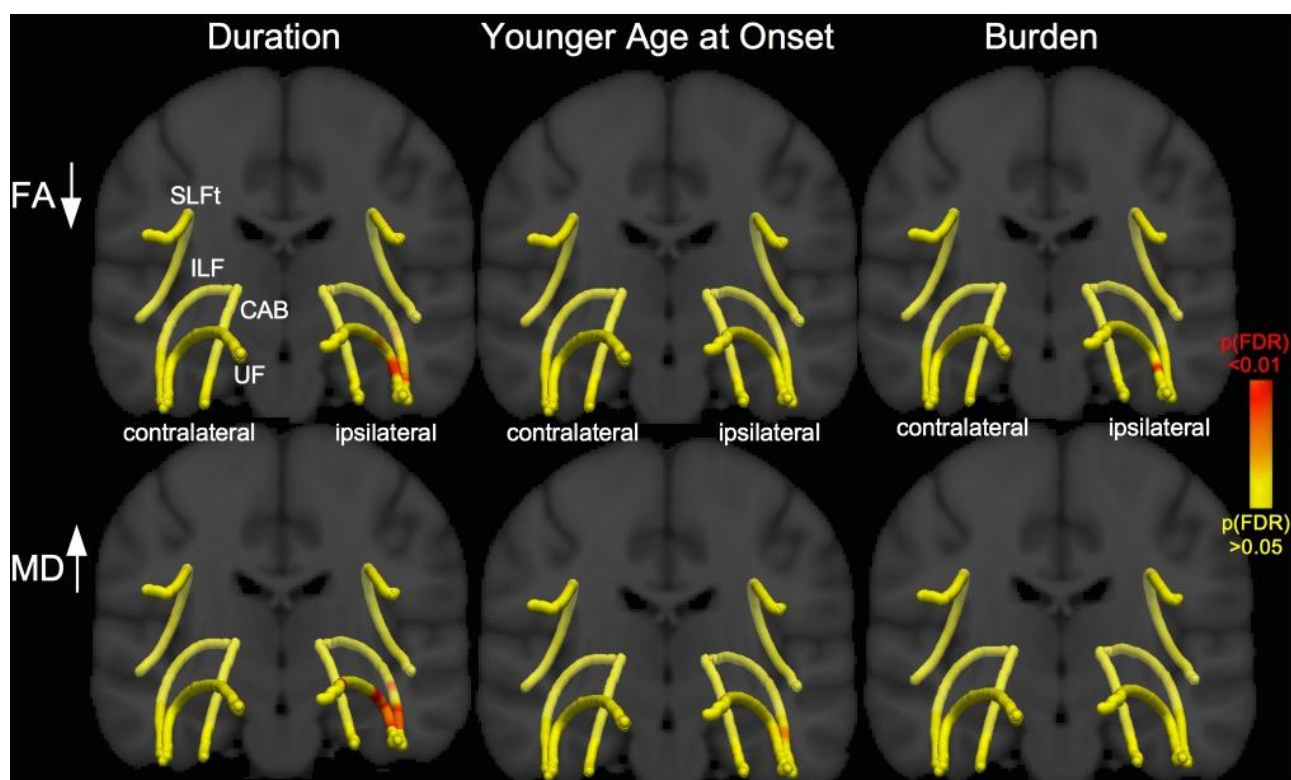 Duration
Younger Age at Onset
Burden
FA
SLFt
ILF
CAB
UF
p(FDR)
<0.01
contralateral
ipsilateral
contralateral
ipsilateral
contralateral
ipsilateral
MD
p(FDR)
>0.05